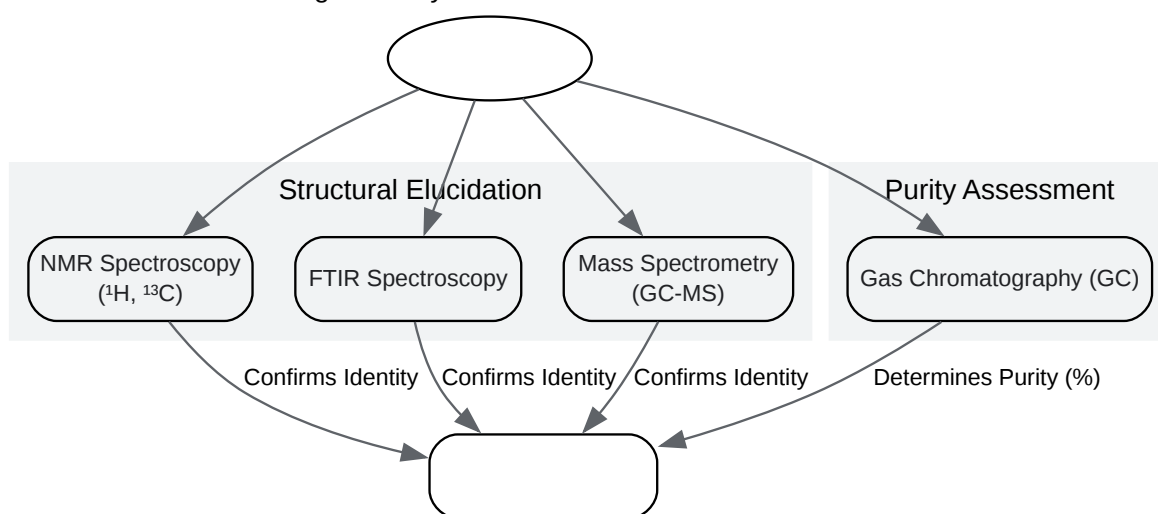 Structural Elucidation
Purity Assessment
NMR Spectroscopy
(¹H, ¹³C)
FTIR Spectroscopy
Mass Spectrometry
(GC-MS)
Gas Chromatography (GC)
Confirms Identity
Confirms Identity
Confirms Identity
Determines Purity (%)